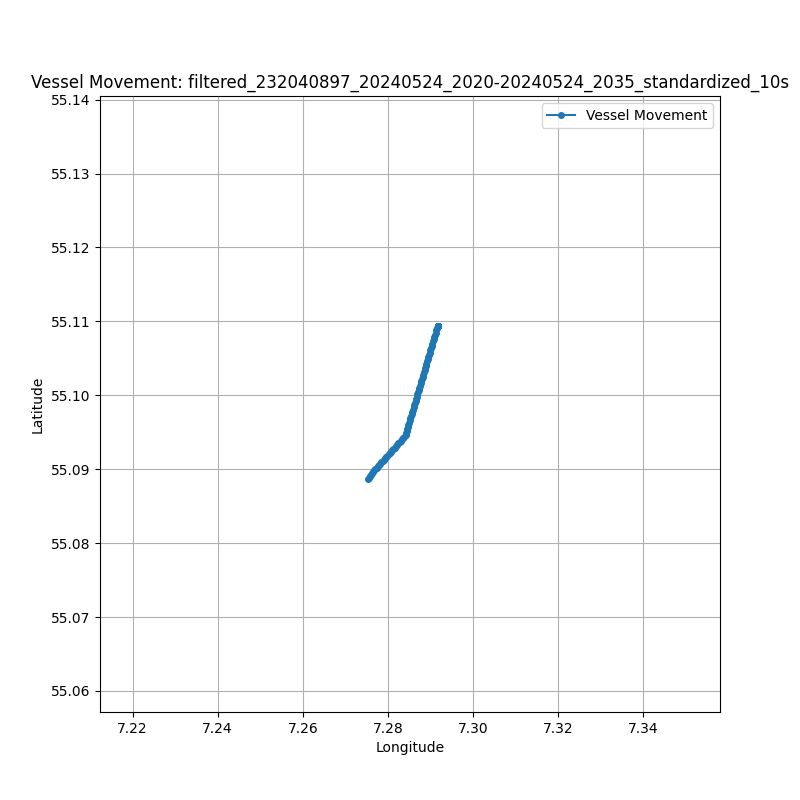 Vessel Movement: filtered_232040897_20240524_2020-20240524_2035_standardized_10s
Vessel Movement
55.14
55.13
55.12
55.11
55.10
55.09
55.08
55.07
55.06
Latitude
7.22 7.24 7.26 7.28 7.30 7.32 7.34
Longitude